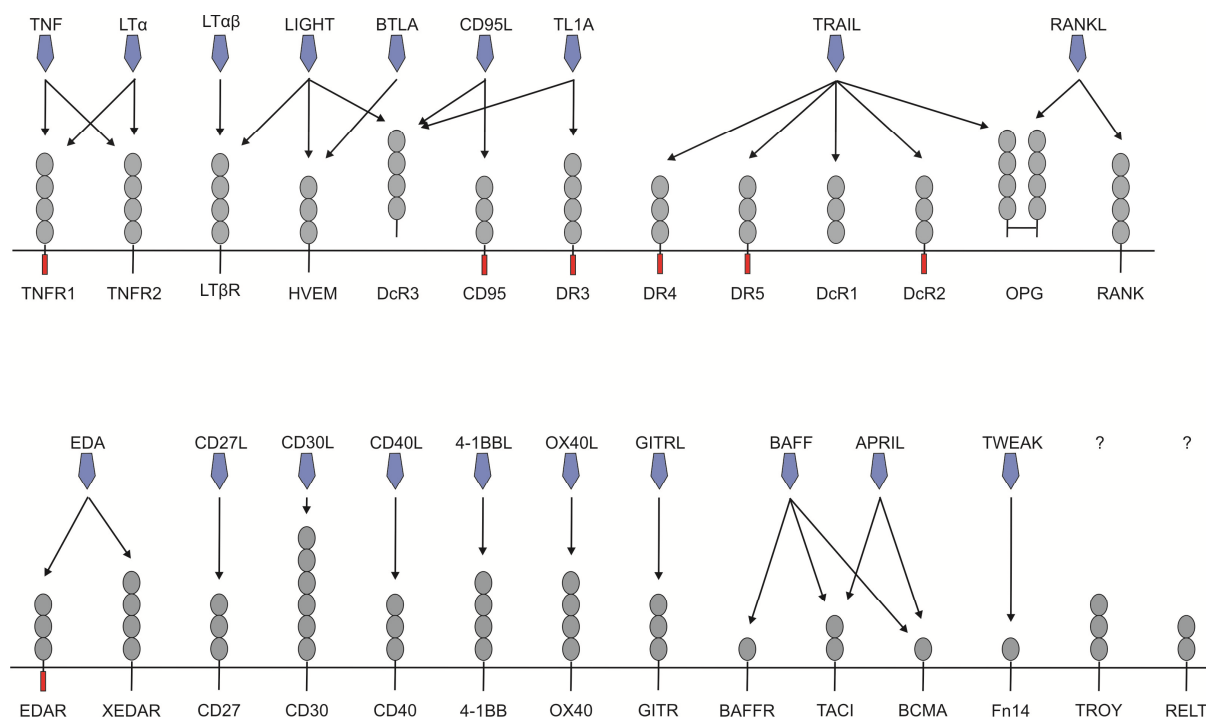 TNF LTα LTαβ LIGHT BTLA CD95L TL1A TRAIL RANKL
TNFR1 TNFR2 LTβR HVEM DcR3 CD95 DR3 DR4 DR5 DcR1 DcR2 OPG RANK
EDA CD27L CD30L CD40L 4-1BBL OX40L GITRL BAFF APRIL TWEAK ? ?
EDAR XEDAR CD27 CD30 CD40 4-1BB OX40 GITR BAFFR TACI BCMA Fn14 TROY RELT